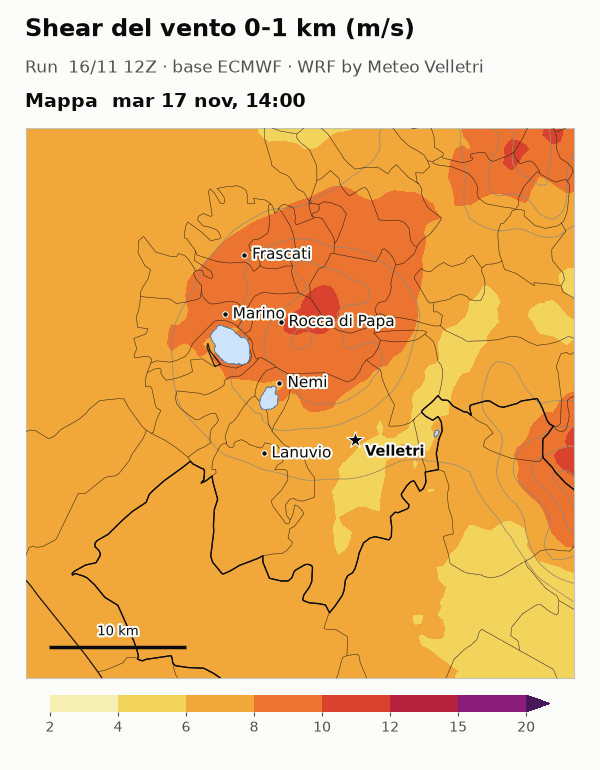 Shear del vento 0-1 km (m/s)
Run  16/11 12Z · base ECMWF · WRF by Meteo Velletri
Mappa  mar 17 nov, 14:00
Frascati
Marino
Rocca di Papa
Nemi
Velletri
Lanuvio
10 km
2 4 6 8 10 12 15 20